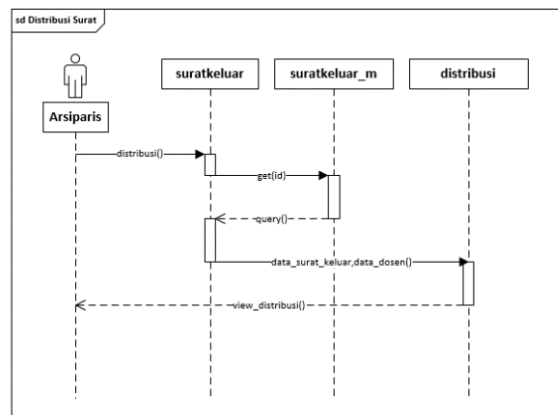 sd Distribusi Surat
suratkeluar
suratkeluar_m
distribusi
Arsiparis
distribusi()
get(id)
query()
data_surat_keluar,data_dosen()
view_distribusi()